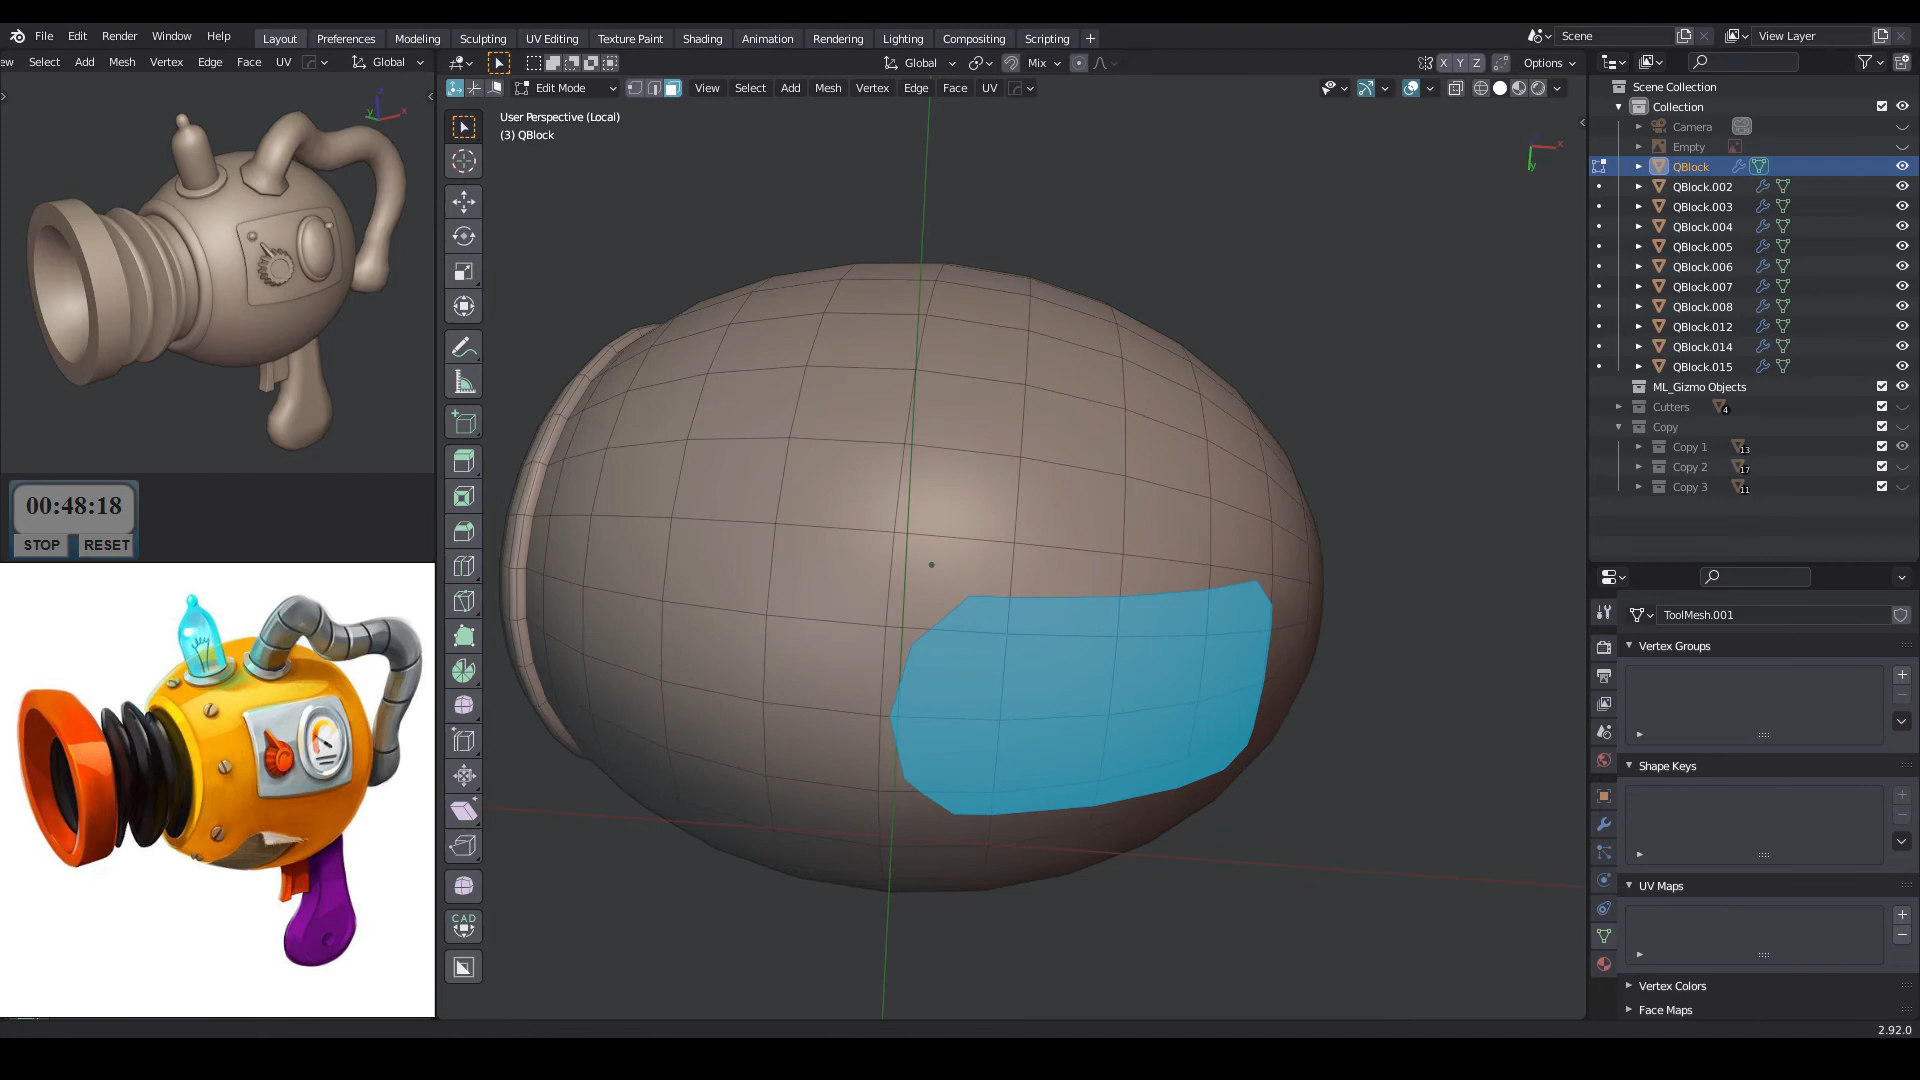 File Edit Render Window Help
Layout Preferences Modeling Sculpting UV Editing Texture Paint Shading Animation Rendering Lighting Compositing Scripting +
Scene
View Layer
ew Select Add Mesh Vertex Edge Face UV Global
Global Mix X Y Z Options
Edit Mode View Select Add Mesh Vertex Edge Face UV
User Perspective (Local)
(3) QBlock
Scene Collection
Collection
Camera
Empty
QBlock
QBlock.002
QBlock.003
QBlock.004
QBlock.005
QBlock.006
QBlock.007
QBlock.008
QBlock.012
QBlock.014
QBlock.015
ML_Gizmo Objects
Cutters 4
Copy
Copy 1 13
Copy 2 17
Copy 3 11
00:48:18
STOP RESET
CAD
ToolMesh.001
Vertex Groups
Shape Keys
UV Maps
Vertex Colors
Face Maps
2.92.0